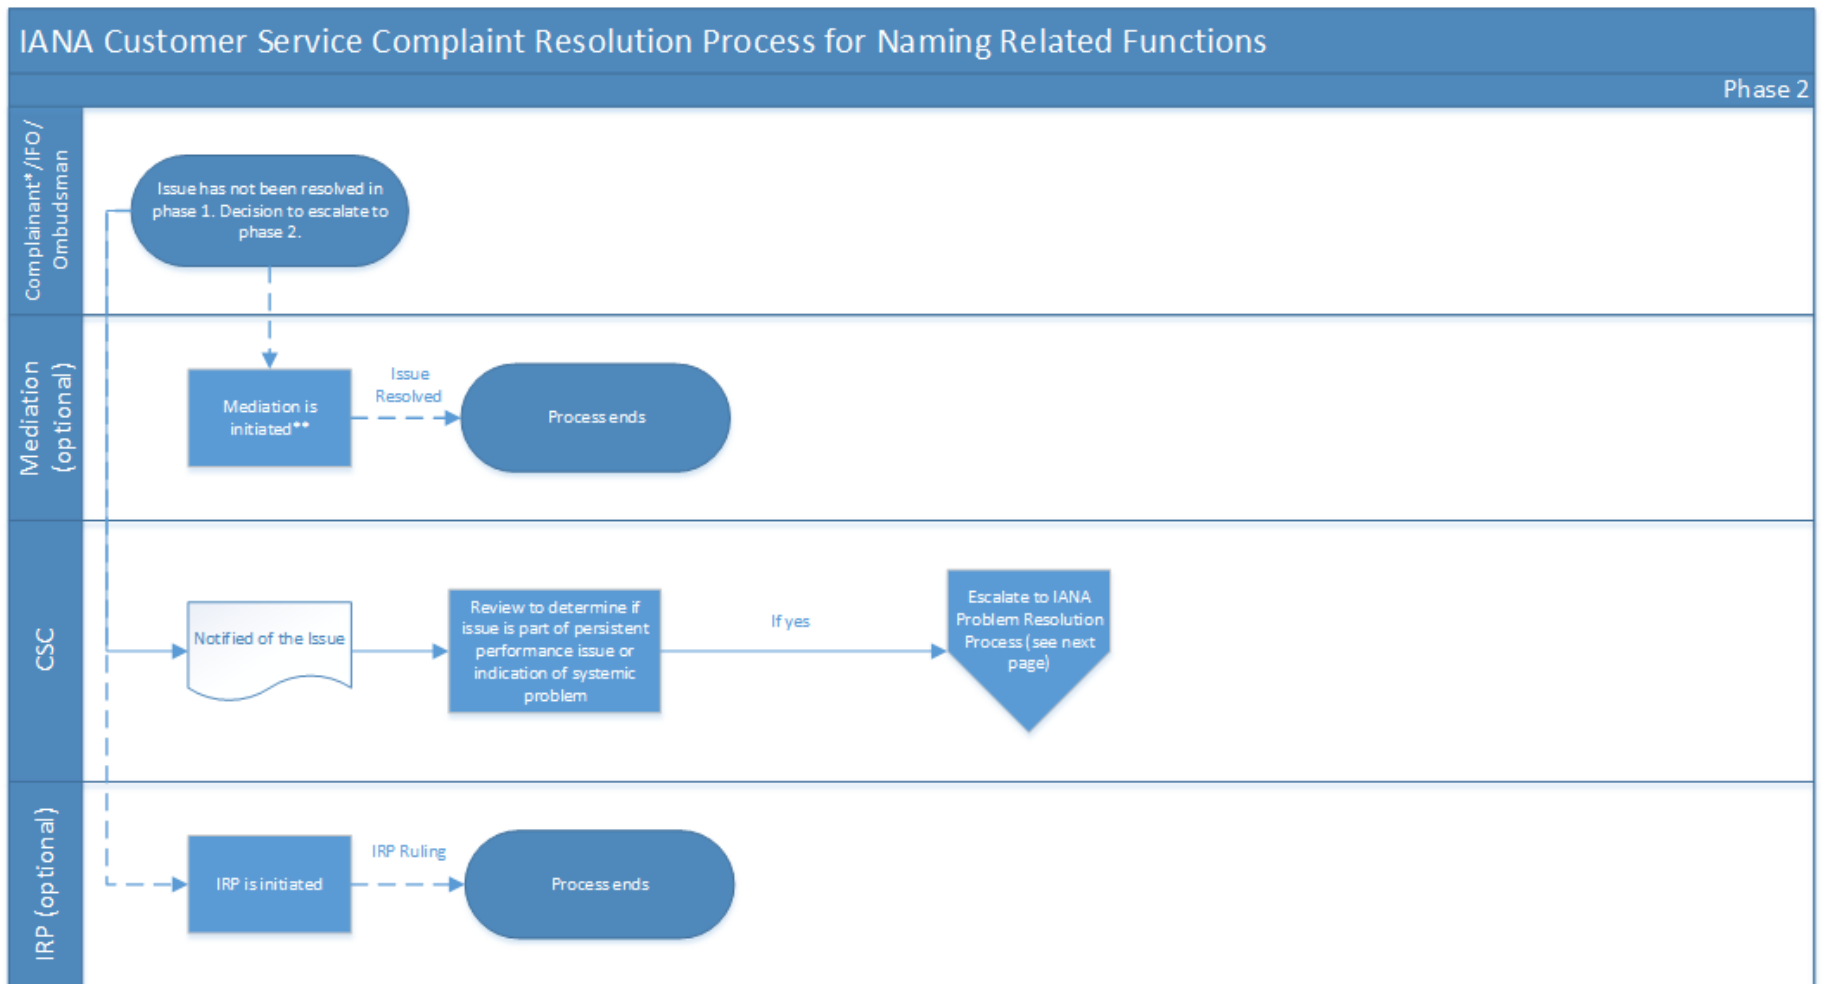 IANA Customer Service Complaint Resolution Process for Naming Related Functions
Phase 2
Complainant*/IFO/
Ombudsman
Issue has not been resolved in
phase 1. Decision to escalate to
phase 2.
Mediation
(optional)
Mediation is
initiated**
Issue
Resolved
Process ends
CSC
Notified of the Issue
Review to determine if
issue is part of persistent
performance issue or
indication of systemic
problem
If yes
Escalate to IANA
Problem Resolution
Process (see next
page)
IRP (optional)
IRP is initiated
IRP Ruling
Process ends